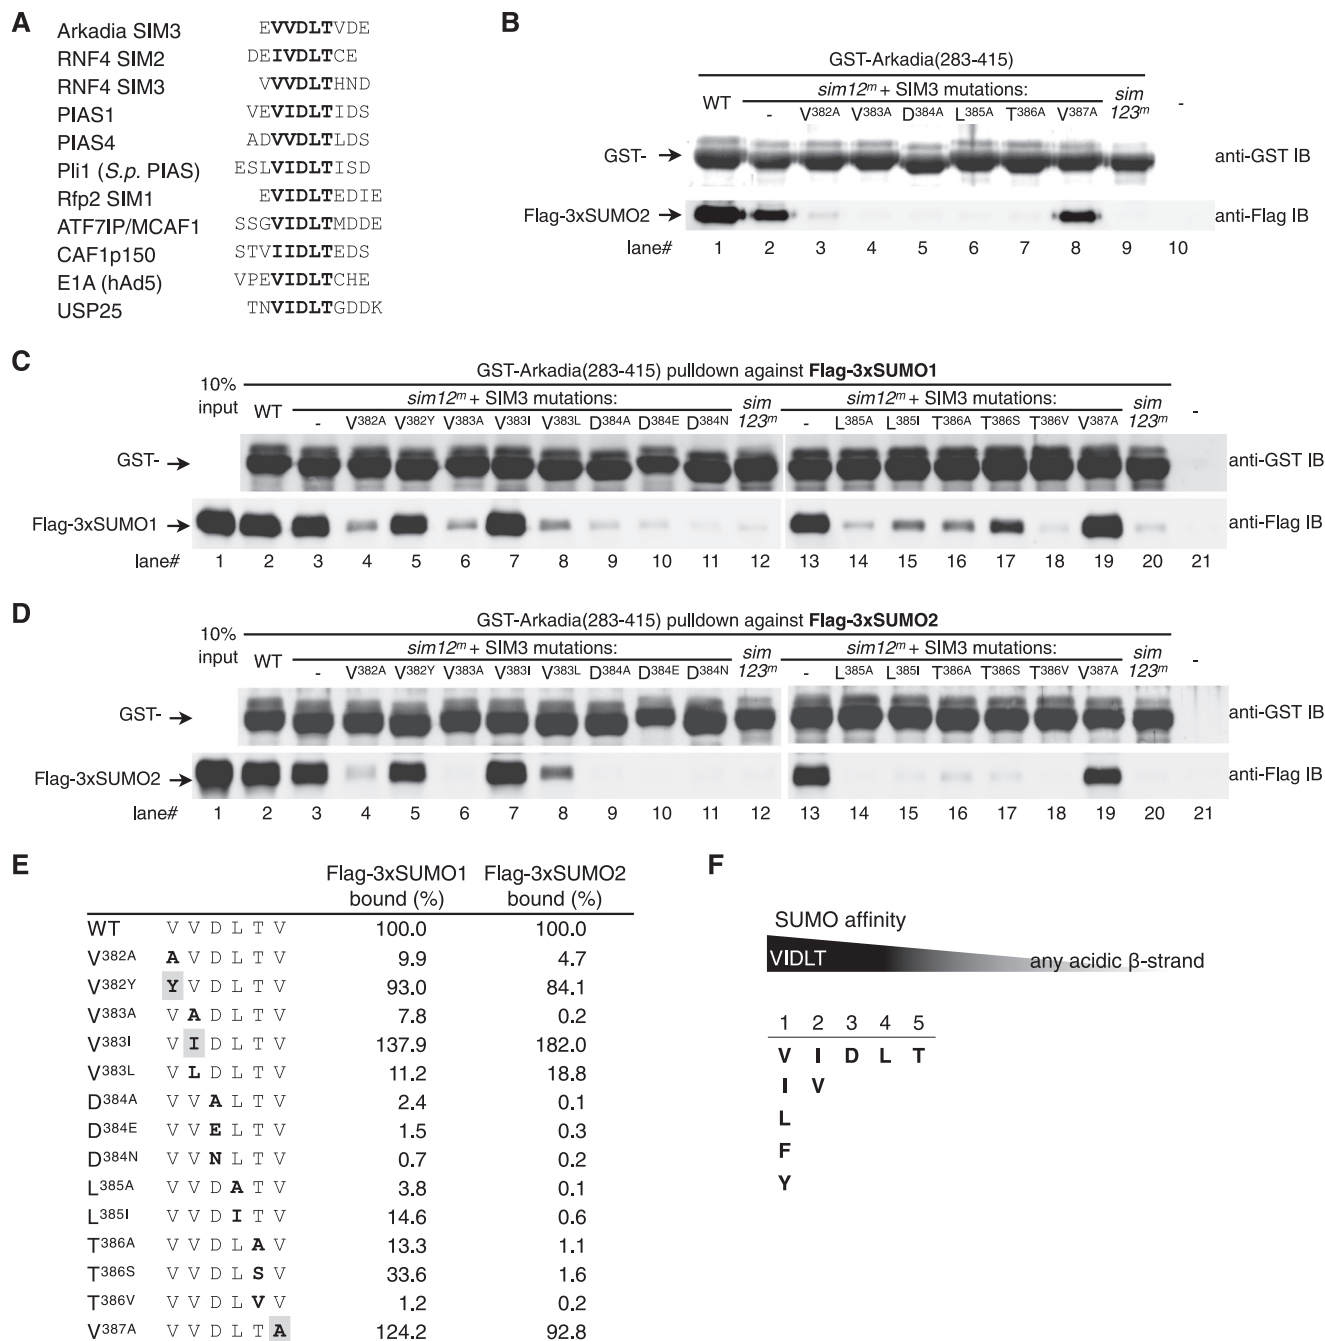 A
Arkadia SIM3 EVVDLTVDE
RNF4 SIM2 DEIVDLTCE
RNF4 SIM3 VVVDLTHND
PIAS1 VEVIDLTIDS
PIAS4 ADVVDLTLDS
Pli1 (S.p. PIAS) ESLVIDLTISD
Rfp2 SIM1 EVIDLTEDIE
ATF7IP/MCAF1 SSGVIDLTMDDE
CAF1p150 STVIIDLTEDS
E1A (hAd5) VPEVIDLTCHE
USP25 TNVIDLTGDDK
B
GST-Arkadia(283-415)
WT sim12ᵐ + SIM3 mutations: sim 123ᵐ -
- V382A V383A D384A L385A T386A V387A
GST- anti-GST IB
Flag-3xSUMO2 anti-Flag IB
lane# 1 2 3 4 5 6 7 8 9 10
C
GST-Arkadia(283-415) pulldown against Flag-3xSUMO1
10% input WT sim12ᵐ + SIM3 mutations: sim 123ᵐ sim12ᵐ + SIM3 mutations: sim 123ᵐ -
- V382A V382Y V383A V383I V383L D384A D384E D384N - L385A L385I T386A T386S T386V V387A
GST- anti-GST IB
Flag-3xSUMO1 anti-Flag IB
lane# 1 2 3 4 5 6 7 8 9 10 11 12 13 14 15 16 17 18 19 20 21
D
GST-Arkadia(283-415) pulldown against Flag-3xSUMO2
10% input WT sim12ᵐ + SIM3 mutations: sim 123ᵐ sim12ᵐ + SIM3 mutations: sim 123ᵐ -
- V382A V382Y V383A V383I V383L D384A D384E D384N - L385A L385I T386A T386S T386V V387A
GST- anti-GST IB
Flag-3xSUMO2 anti-Flag IB
lane# 1 2 3 4 5 6 7 8 9 10 11 12 13 14 15 16 17 18 19 20 21
E
Flag-3xSUMO1 Flag-3xSUMO2
bound (%) bound (%)
WT V V D L T V 100.0 100.0
V382A A V D L T V 9.9 4.7
V382Y Y V D L T V 93.0 84.1
V383A V A D L T V 7.8 0.2
V383I V I D L T V 137.9 182.0
V383L V L D L T V 11.2 18.8
D384A V V A L T V 2.4 0.1
D384E V V E L T V 1.5 0.3
D384N V V N L T V 0.7 0.2
L385A V V D A T V 3.8 0.1
L385I V V D I T V 14.6 0.6
T386A V V D L A V 13.3 1.1
T386S V V D L S V 33.6 1.6
T386V V V D L V V 1.2 0.2
V387A V V D L T A 124.2 92.8
F
SUMO affinity
VIDLT any acidic β-strand
1 2 3 4 5
V I D L T
I V
L
F
Y